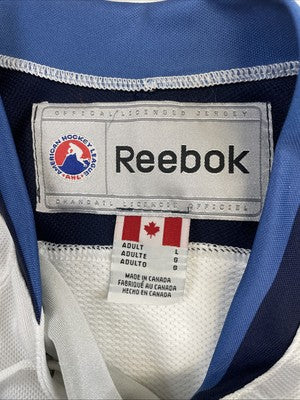 OFFICIAL LICENSED JERSEY
AMERICAN HOCKEY LEAGUE
AHL
Reebok
CHANDAIL LICENCIÉ OFFICIEL
ADULT L
ADULTE G
ADULTO G
MADE IN CANADA
FABRIQUÉ AU CANADA
HECHO EN CANADA